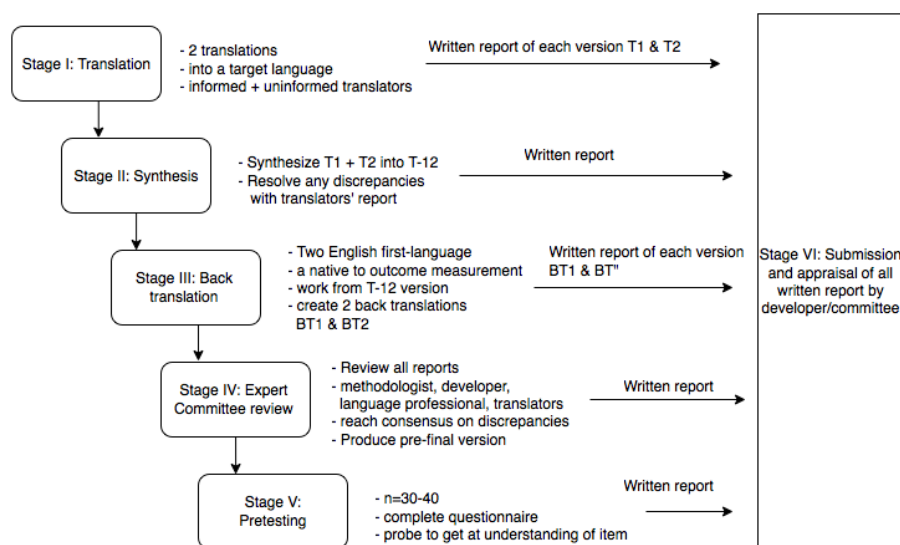 Stage I: Translation
- 2 translations
- into a target language
- informed + uninformed translators
Written report of each version T1 & T2
Stage II: Synthesis
- Synthesize T1 + T2 into T-12
- Resolve any discrepancies
with translators' report
Written report
Stage III: Back
translation
- Two English first-language
- a native to outcome measurement
- work from T-12 version
- create 2 back translations
BT1 & BT2
Written report of each version
BT1 & BT"
Stage IV: Expert
Committee review
- Review all reports
- methodologist, developer,
language professional, translators
- reach consensus on discrepancies
- Produce pre-final version
Written report
Stage V:
Pretesting
- n=30-40
- complete questionnaire
- probe to get at understanding of item
Written report
Stage VI: Submission
and appraisal of all
written report by
developer/committee